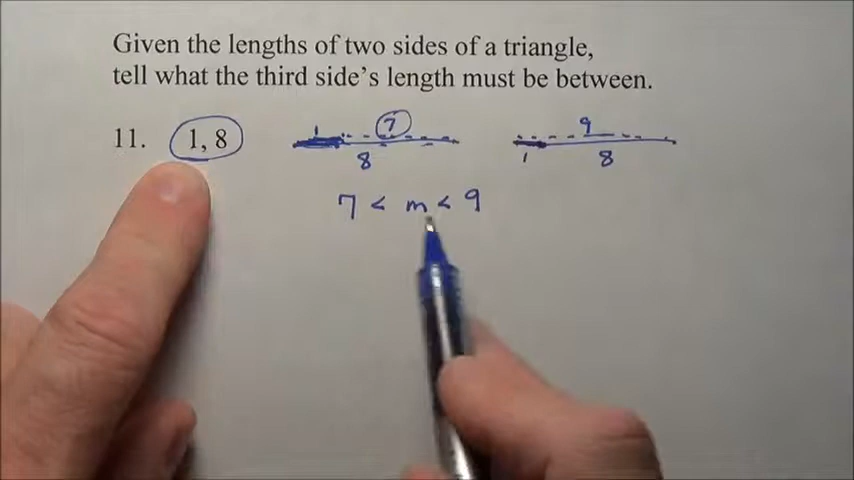 Given the lengths of two sides of a triangle,
tell what the third side's length must be between.
11. 1, 8
1 7 9
8 1 8
7 < m < 9